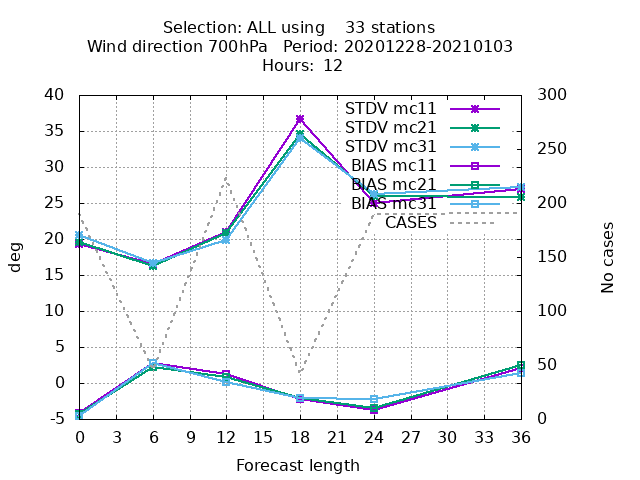 Selection: ALL using    33 stations
Wind direction 700hPa   Period: 20201228-20210103
Hours:  12
40
35
30
25
20
15
10
5
0
-5
deg
300
250
200
150
100
50
0
No cases
STDV mc11
STDV mc21
STDV mc31
BIAS mc11
BIAS mc21
BIAS mc31
CASES
0 3 6 9 12 15 18 21 24 27 30 33 36
Forecast length